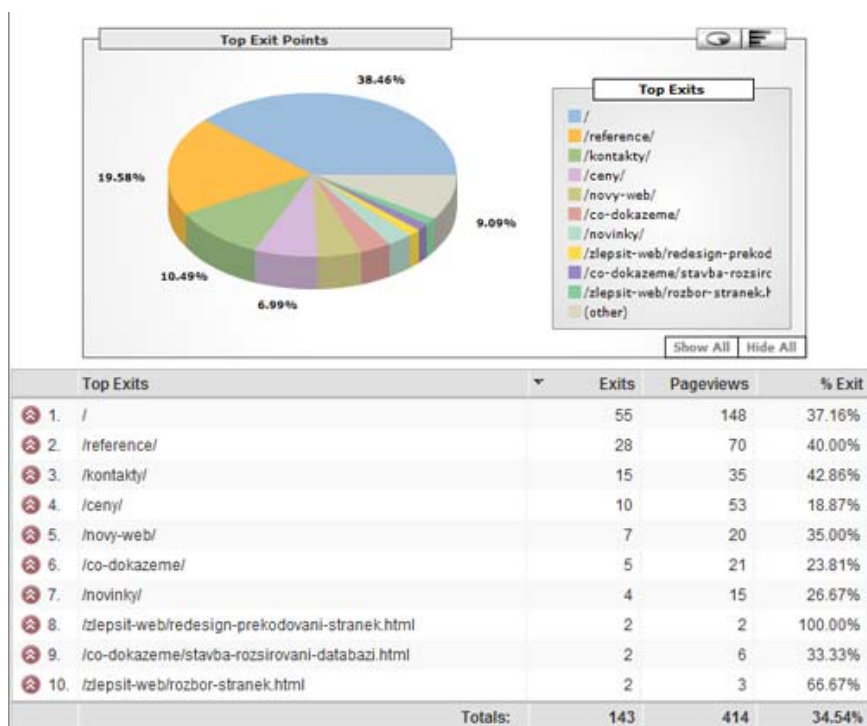 Top Exit Points
38.46%
19.58%
10.49%
6.99%
9.09%
Top Exits
/
/reference/
/kontakty/
/ceny/
/novy-web/
/co-dokazeme/
/novinky/
/zlepsit-web/redesign-prekod
/co-dokazeme/stavba-rozsirc
/zlepsit-web/rozbor-stranek.h
(other)
Show All Hide All
Top Exits Exits Pageviews % Exit
1. / 55 148 37.16%
2. /reference/ 28 70 40.00%
3. /kontakty/ 15 35 42.86%
4. /ceny/ 10 53 18.87%
5. /novy-web/ 7 20 35.00%
6. /co-dokazeme/ 5 21 23.81%
7. /novinky/ 4 15 26.67%
8. /zlepsit-web/redesign-prekodovani-stranek.html 2 2 100.00%
9. /co-dokazeme/stavba-rozsirovani-databazi.html 2 6 33.33%
10. /zlepsit-web/rozbor-stranek.html 2 3 66.67%
Totals: 143 414 34.54%